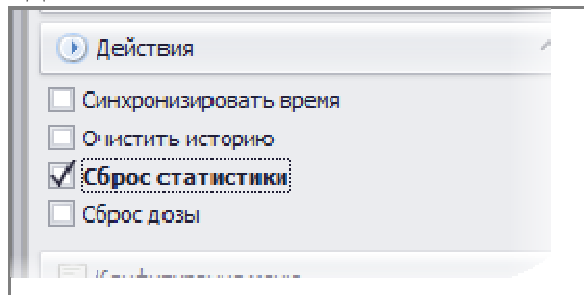 Действия
Синхронизировать время
Очистить историю
Сброс статистики
Сброс дозы